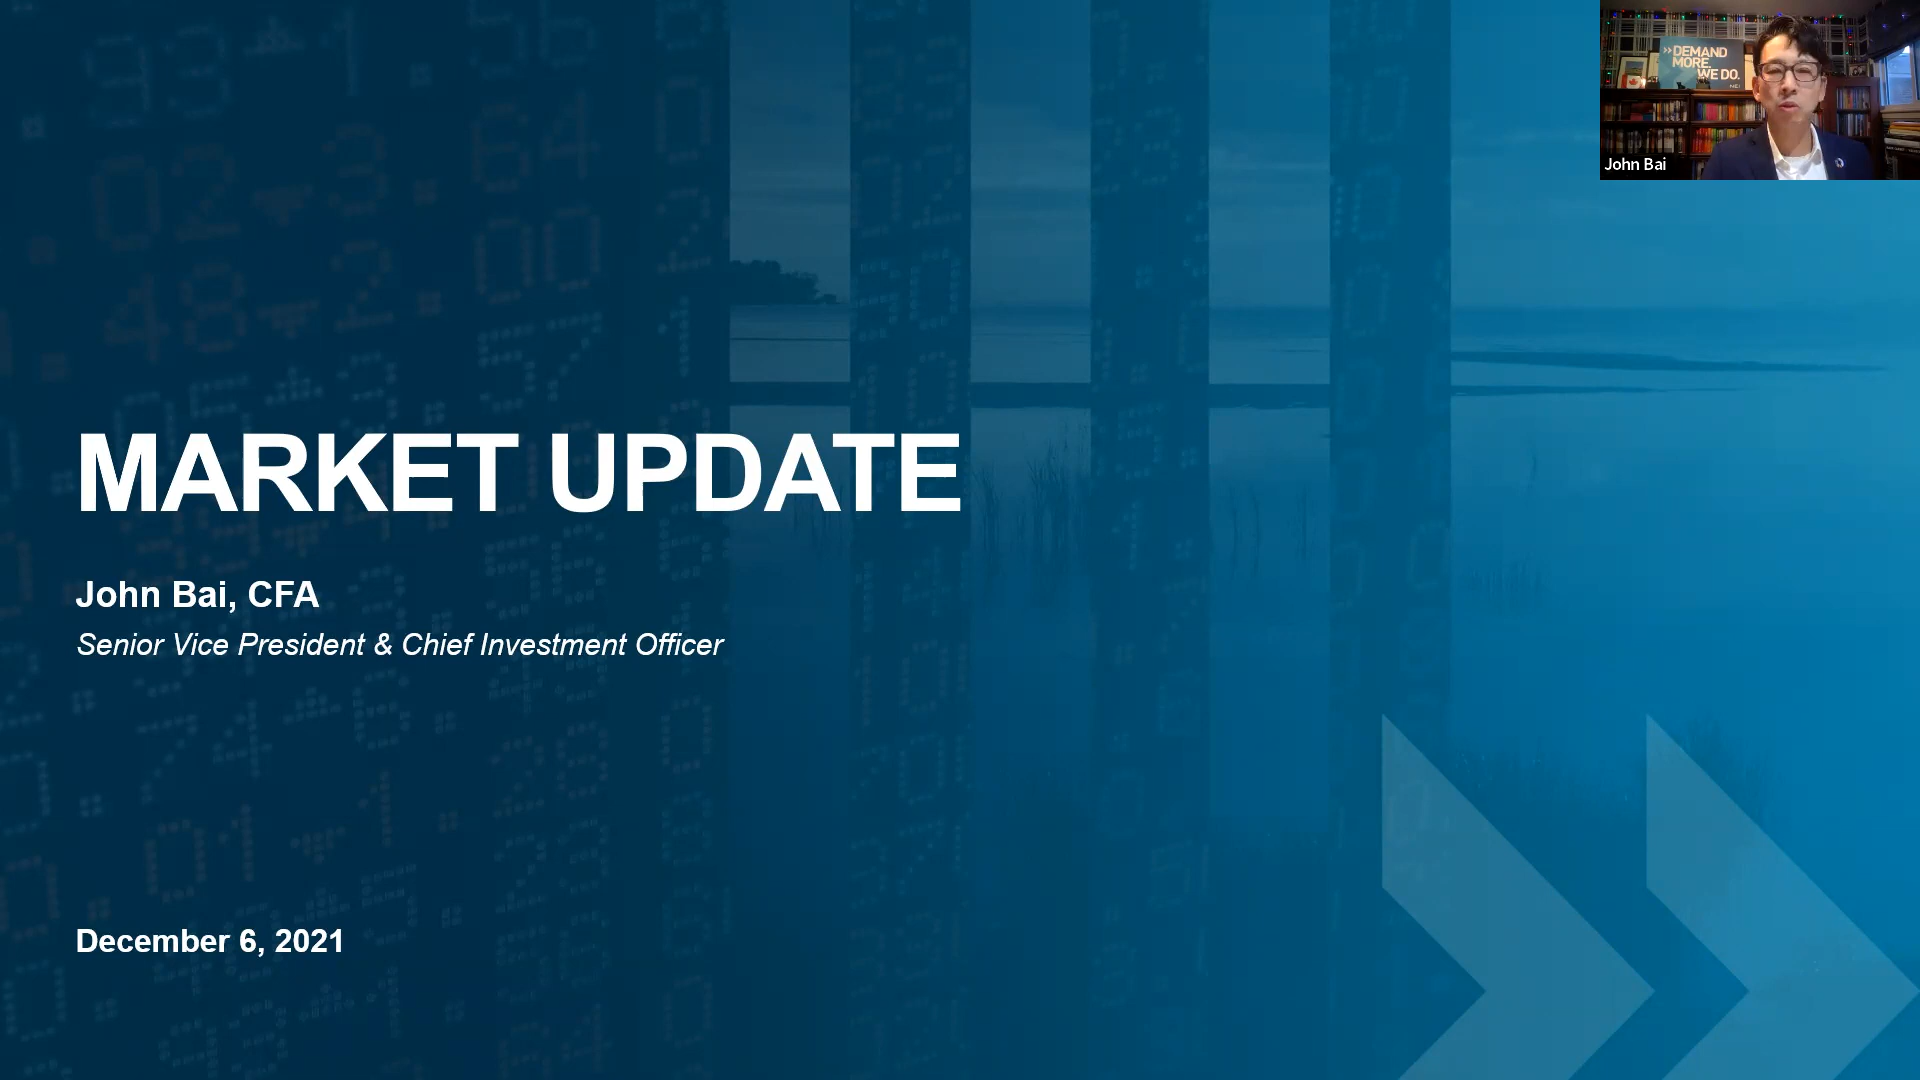 MARKET UPDATE
John Bai, CFA
Senior Vice President & Chief Investment Officer
December 6, 2021
>> DEMAND
MORE.
WE DO.
NEI
John Bai